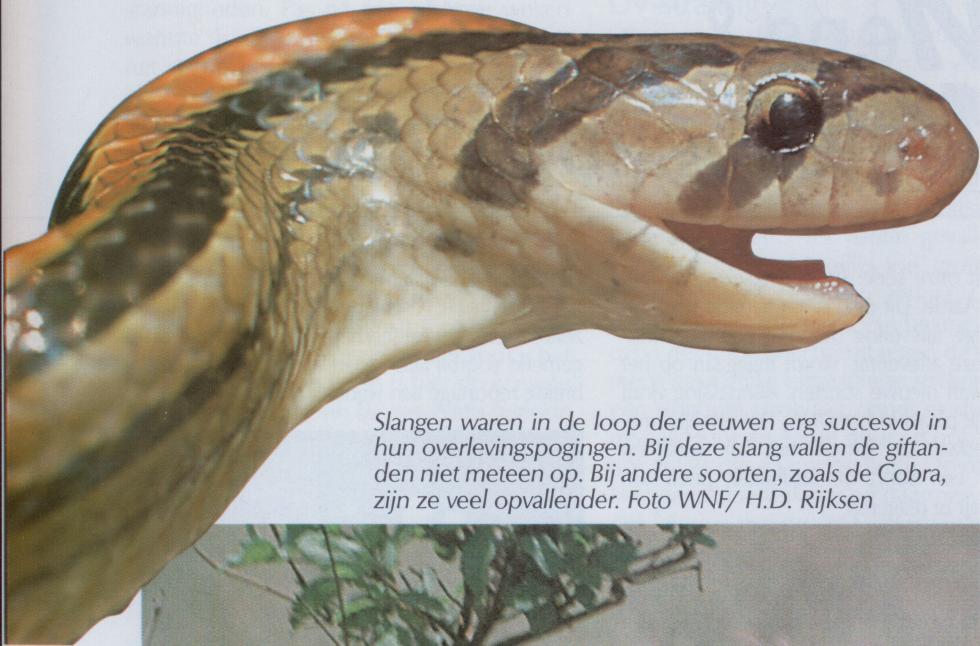 Slangen waren in de loop der eeuwen erg succesvol in
hun overlevingspogingen. Bij deze slang vallen de giftan-
den niet meteen op. Bij andere soorten, zoals de Cobra,
zijn ze veel opvallender. Foto WNF/ H.D. Rijksen